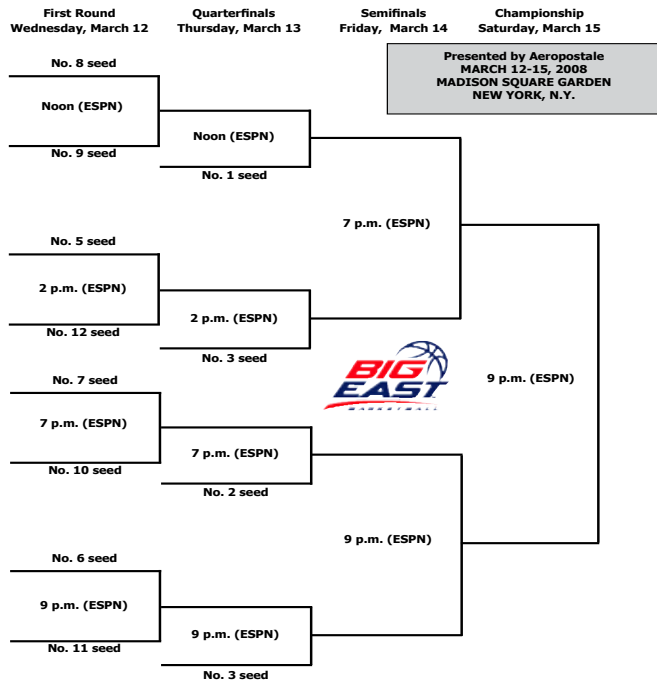 First Round
Wednesday, March 12
Quarterfinals
Thursday, March 13
Semifinals
Friday, March 14
Championship
Saturday, March 15
Presented by Aeropostale
MARCH 12-15, 2008
MADISON SQUARE GARDEN
NEW YORK, N.Y.
No. 8 seed
Noon (ESPN)
No. 9 seed
Noon (ESPN)
No. 1 seed
7 p.m. (ESPN)
No. 5 seed
2 p.m. (ESPN)
No. 12 seed
2 p.m. (ESPN)
No. 3 seed
BIG
EAST
BASKETBALL
9 p.m. (ESPN)
No. 7 seed
7 p.m. (ESPN)
No. 10 seed
7 p.m. (ESPN)
No. 2 seed
9 p.m. (ESPN)
No. 6 seed
9 p.m. (ESPN)
No. 11 seed
9 p.m. (ESPN)
No. 3 seed